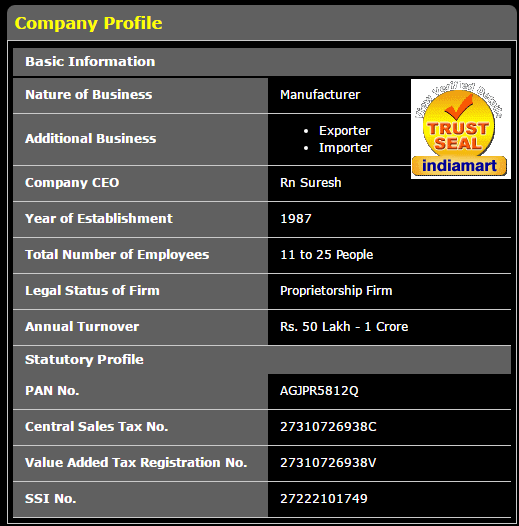 Company Profile
Basic Information
Nature of Business Manufacturer
Additional Business
• Exporter
• Importer
TRUST
SEAL
indiamart
Company CEO Rn Suresh
Year of Establishment 1987
Total Number of Employees 11 to 25 People
Legal Status of Firm Proprietorship Firm
Annual Turnover Rs. 50 Lakh - 1 Crore
Statutory Profile
PAN No. AGJPR5812Q
Central Sales Tax No. 27310726938C
Value Added Tax Registration No. 27310726938V
SSI No. 27222101749